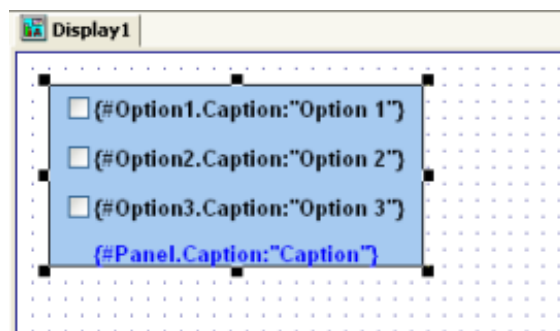 Display1
{#Option1.Caption:"Option 1"}
{#Option2.Caption:"Option 2"}
{#Option3.Caption:"Option 3"}
{#Panel.Caption:"Caption"}